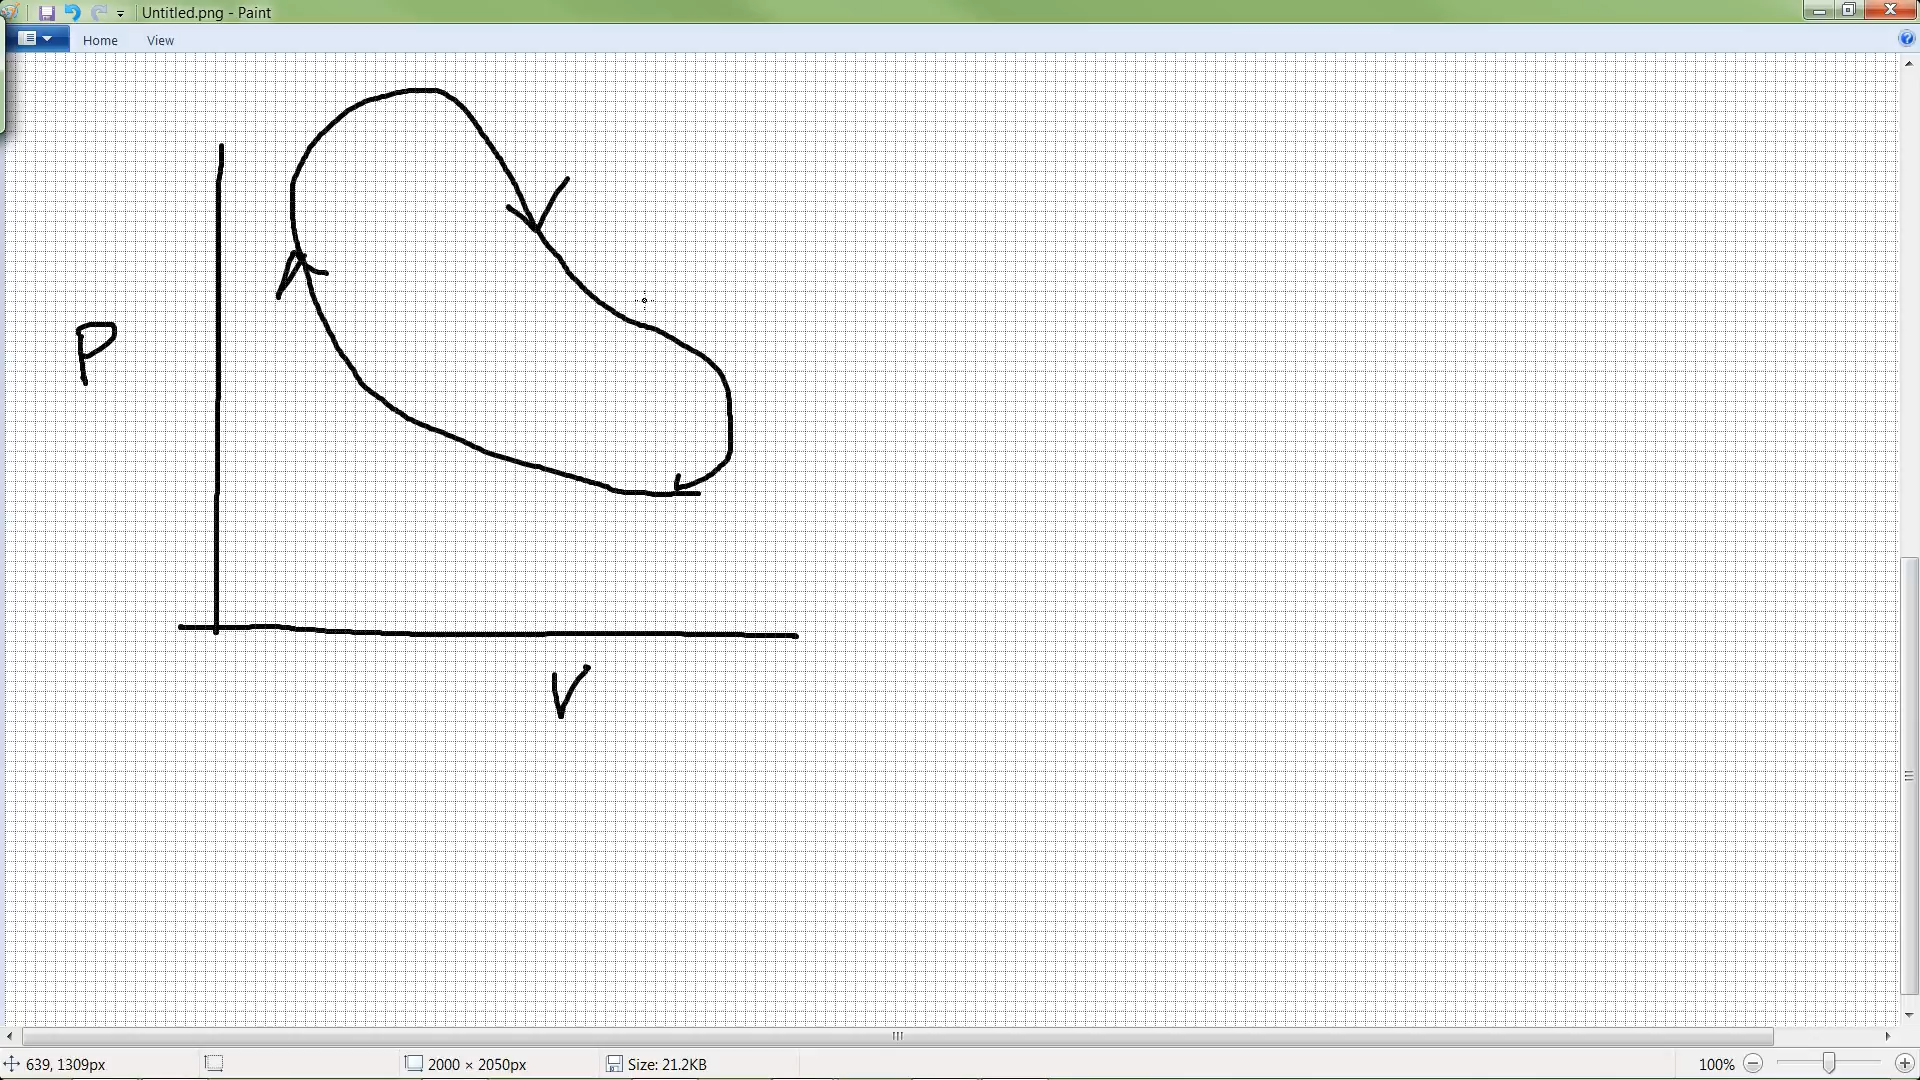 Untitled.png - Paint
Home View
P
V
639, 1309px 2000 × 2050px Size: 21.2KB 100%